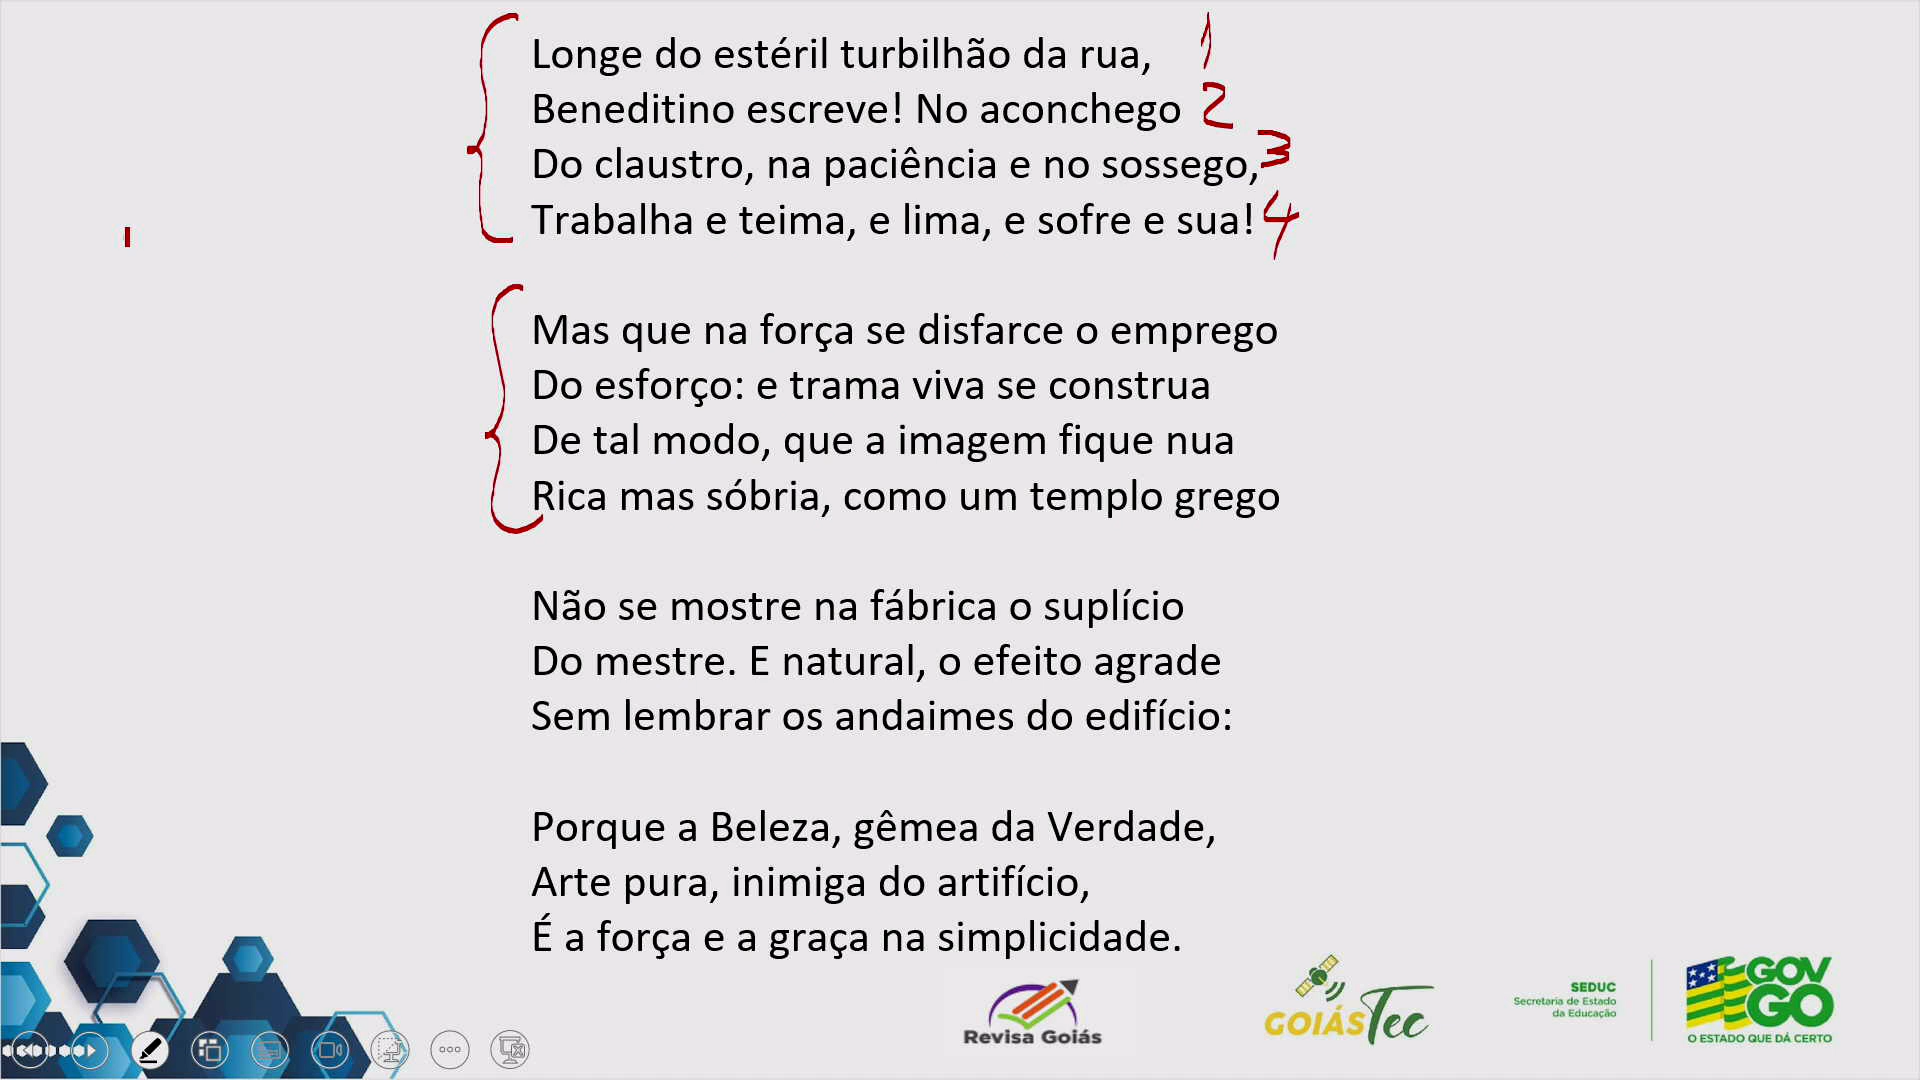 Longe do estéril turbilhão da rua, 1
Beneditino escreve! No aconchego 2
Do claustro, na paciência e no sossego, 3
Trabalha e teima, e lima, e sofre e sua! 4
Mas que na força se disfarce o emprego
Do esforço: e trama viva se construa
De tal modo, que a imagem fique nua
Rica mas sóbria, como um templo grego
Não se mostre na fábrica o suplício
Do mestre. E natural, o efeito agrade
Sem lembrar os andaimes do edifício:
Porque a Beleza, gêmea da Verdade,
Arte pura, inimiga do artifício,
É a força e a graça na simplicidade.
Revisa Goiás
GOIÁSTec
SEDUC
Secretaria de Estado
da Educação
GOV
GO
O ESTADO QUE DÁ CERTO